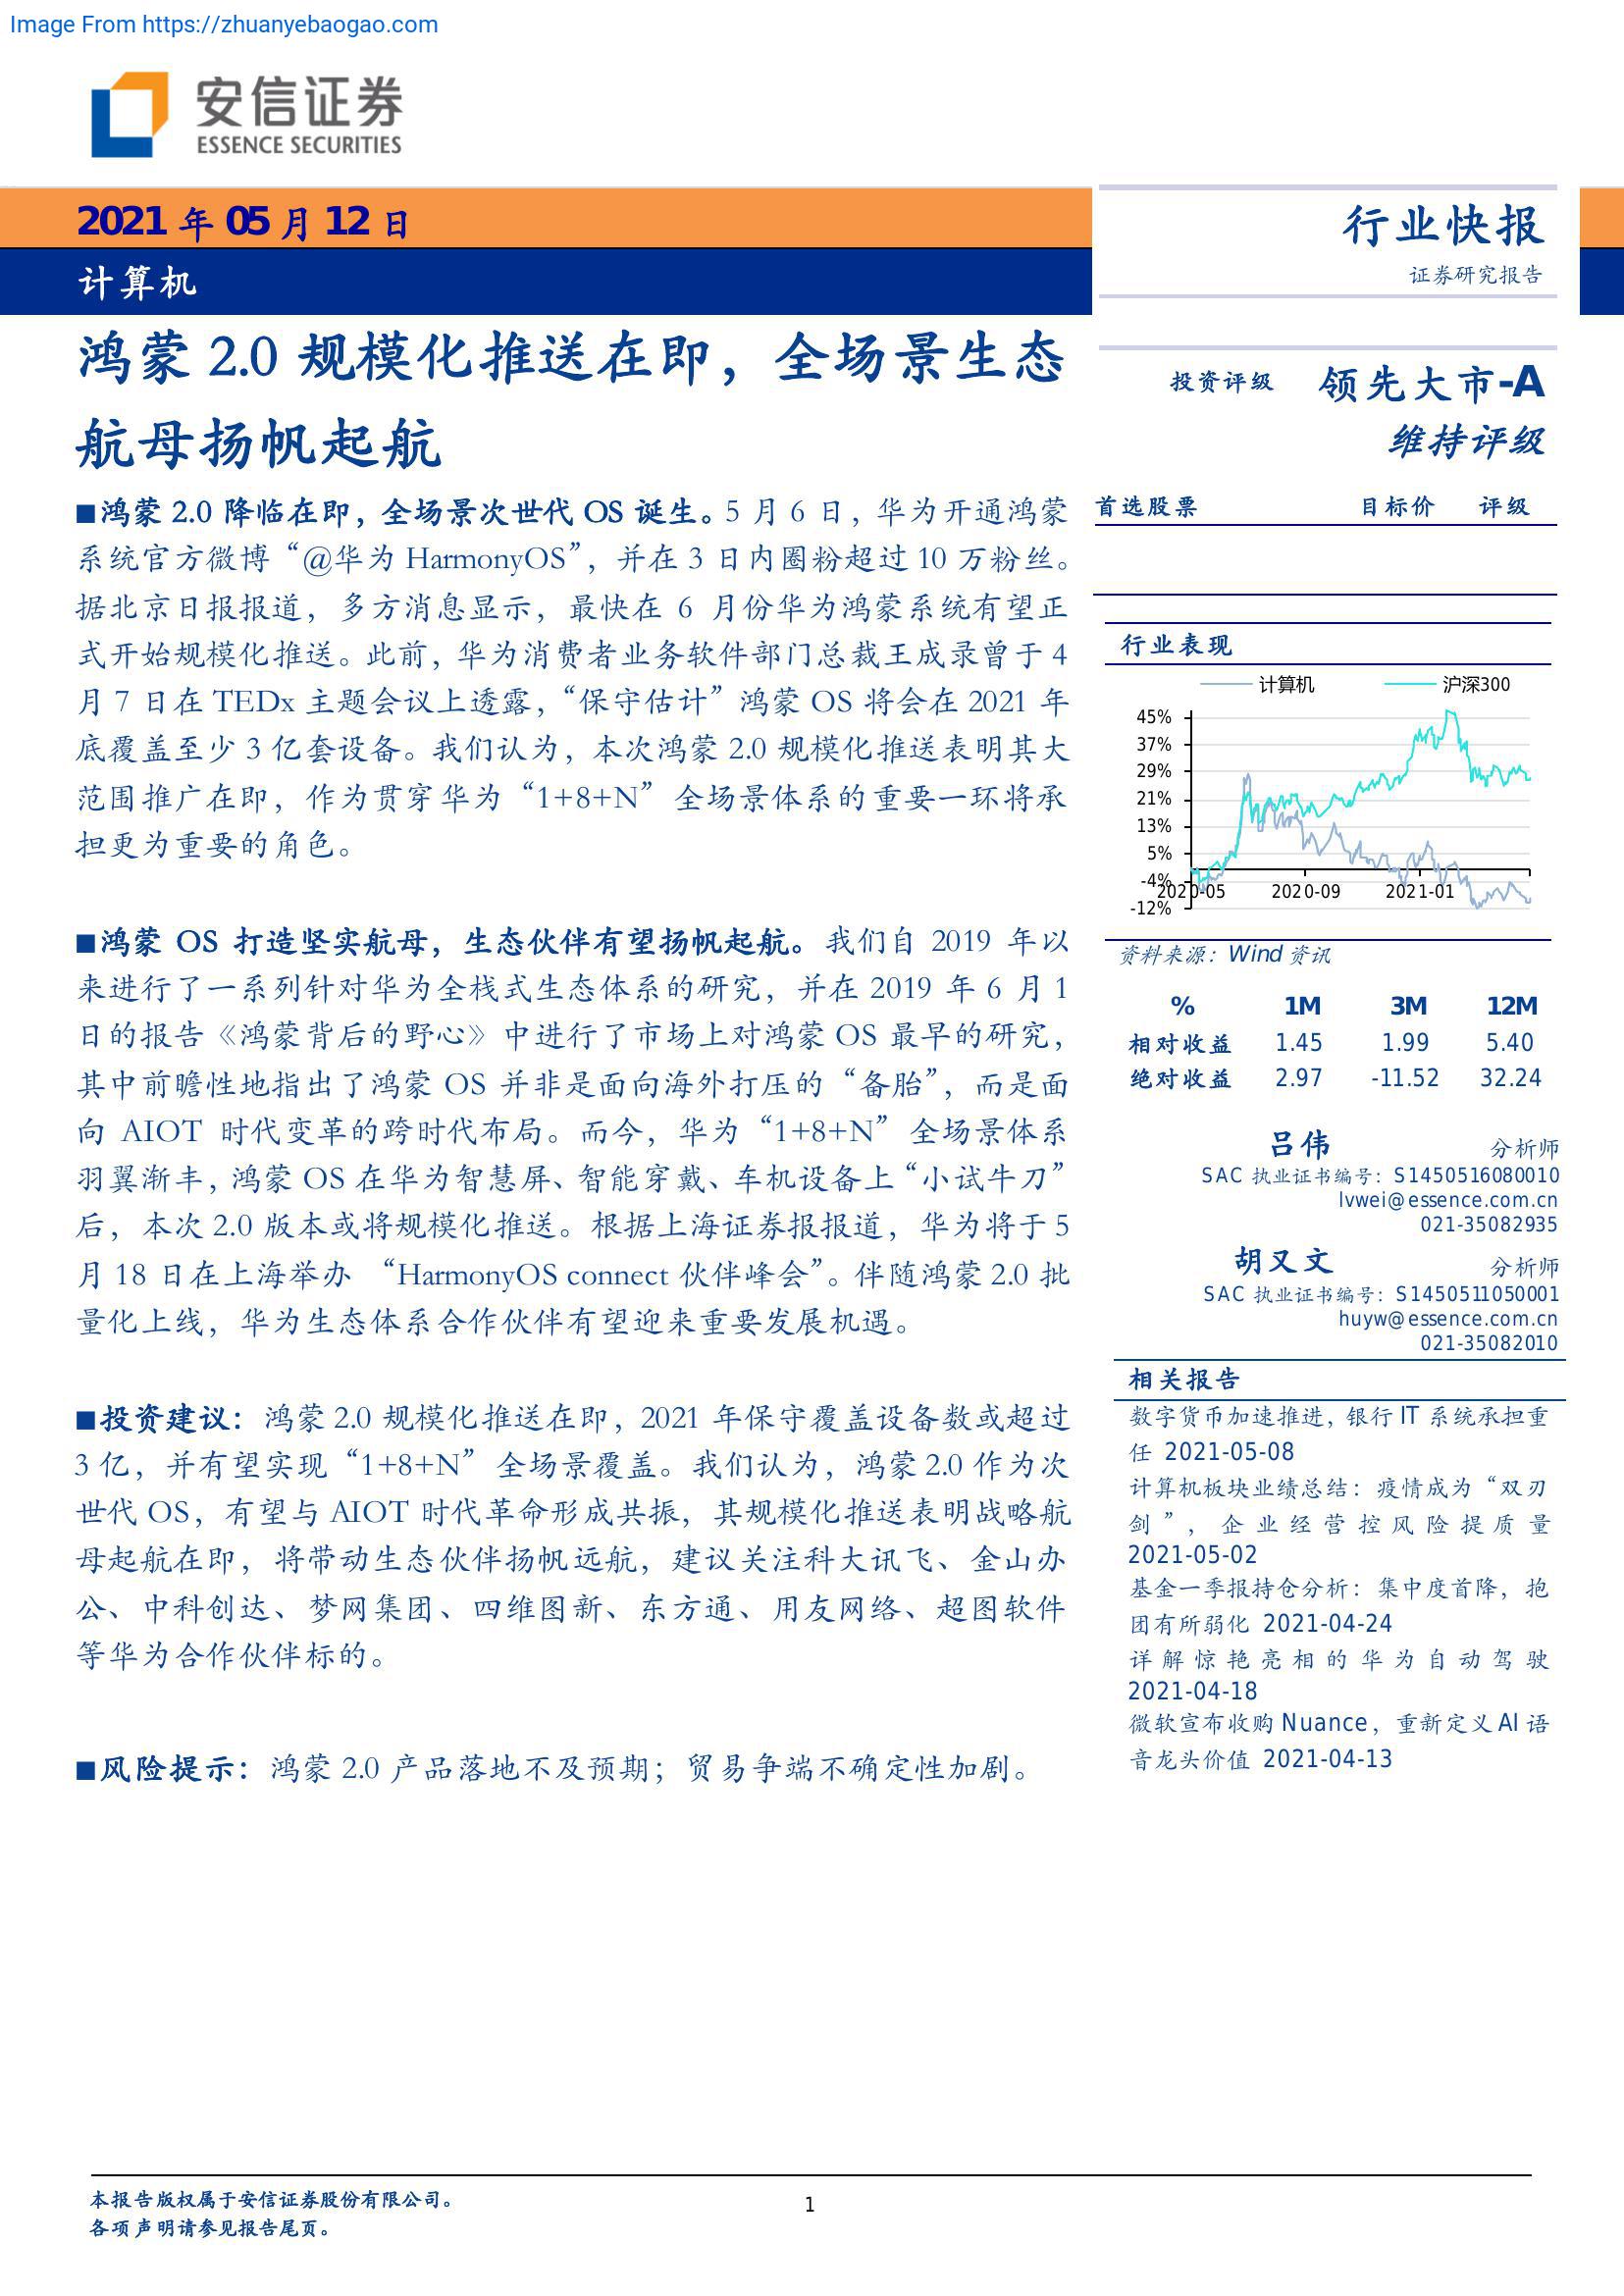 Image From https://zhuanyebaogao.com
安信证券
ESSENCE SECURITIES
2021 年 05 月 12 日
计算机
行业快报
证券研究报告
鸿蒙 2.0 规模化推送在即，全场景生态
航母扬帆起航
■鸿蒙 2.0 降临在即，全场景次世代 OS 诞生。5 月 6 日，华为开通鸿蒙
系统官方微博“@华为 HarmonyOS”，并在 3 日内圈粉超过 10 万粉丝。
据北京日报报道，多方消息显示，最快在 6 月份华为鸿蒙系统有望正
式开始规模化推送。此前，华为消费者业务软件部门总裁王成录曾于 4
月 7 日在 TEDx 主题会议上透露，“保守估计”鸿蒙 OS 将会在 2021 年
底覆盖至少 3 亿套设备。我们认为，本次鸿蒙 2.0 规模化推送表明其大
范围推广在即，作为贯穿华为“1+8+N”全场景体系的重要一环将承
担更为重要的角色。
■鸿蒙 OS 打造坚实航母，生态伙伴有望扬帆起航。我们自 2019 年以
来进行了一系列针对华为全栈式生态体系的研究，并在 2019 年 6 月 1
日的报告《鸿蒙背后的野心》中进行了市场上对鸿蒙 OS 最早的研究，
其中前瞻性地指出了鸿蒙 OS 并非是面向海外打压的“备胎”，而是面
向 AIOT 时代变革的跨时代布局。而今，华为“1+8+N”全场景体系
羽翼渐丰，鸿蒙 OS 在华为智慧屏、智能穿戴、车机设备上“小试牛刀”
后，本次 2.0 版本或将规模化推送。根据上海证券报报道，华为将于 5
月 18 日在上海举办 “HarmonyOS connect 伙伴峰会”。伴随鸿蒙 2.0 批
量化上线，华为生态体系合作伙伴有望迎来重要发展机遇。
■投资建议：鸿蒙 2.0 规模化推送在即，2021 年保守覆盖设备数或超过
3 亿，并有望实现“1+8+N”全场景覆盖。我们认为，鸿蒙 2.0 作为次
世代 OS，有望与 AIOT 时代革命形成共振，其规模化推送表明战略航
母起航在即，将带动生态伙伴扬帆远航，建议关注科大讯飞、金山办
公、中科创达、梦网集团、四维图新、东方通、用友网络、超图软件
等华为合作伙伴标的。
■风险提示：鸿蒙 2.0 产品落地不及预期；贸易争端不确定性加剧。
投资评级 领先大市-A
维持评级
首选股票 目标价 评级
行业表现
计算机 沪深300
45%
37%
29%
21%
13%
5%
-4%
-12%
2020-05 2020-09 2021-01
资料来源：Wind 资讯
% 1M 3M 12M
相对收益 1.45 1.99 5.40
绝对收益 2.97 -11.52 32.24
吕伟 分析师
SAC 执业证书编号：S1450516080010
lvwei@essence.com.cn
021-35082935
胡又文 分析师
SAC 执业证书编号：S1450511050001
huyw@essence.com.cn
021-35082010
相关报告
数字货币加速推进，银行 IT 系统承担重
任 2021-05-08
计算机板块业绩总结：疫情成为“双刃
剑”，企业经营控风险提质量
2021-05-02
基金一季报持仓分析：集中度首降，抱
团有所弱化 2021-04-24
详解惊艳亮相的华为自动驾驶
2021-04-18
微软宣布收购 Nuance，重新定义 AI 语
音龙头价值 2021-04-13
本报告版权属于安信证券股份有限公司。
各项声明请参见报告尾页。
1